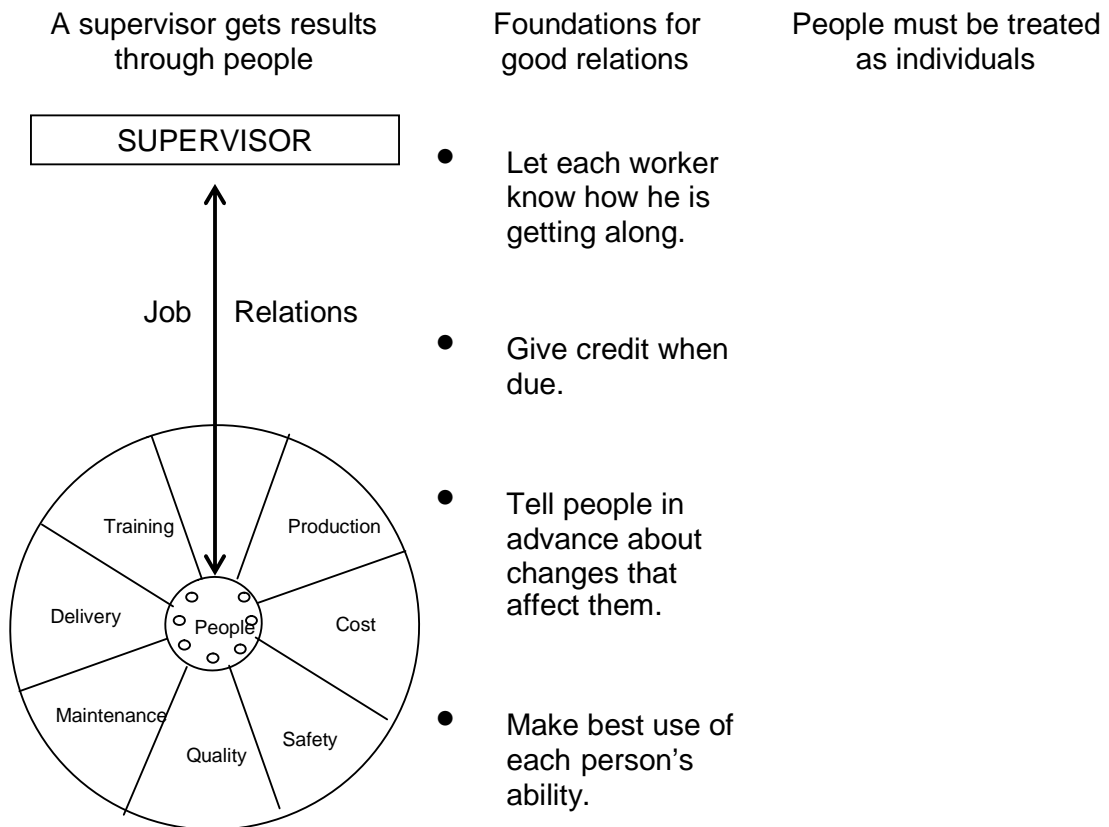 A supervisor gets results
through people
Foundations for
good relations
People must be treated
as individuals
SUPERVISOR
Job Relations
Training
Production
Delivery
People
Cost
Maintenance
Quality
Safety
• Let each worker
know how he is
getting along.
• Give credit when
due.
• Tell people in
advance about
changes that
affect them.
• Make best use of
each person’s
ability.